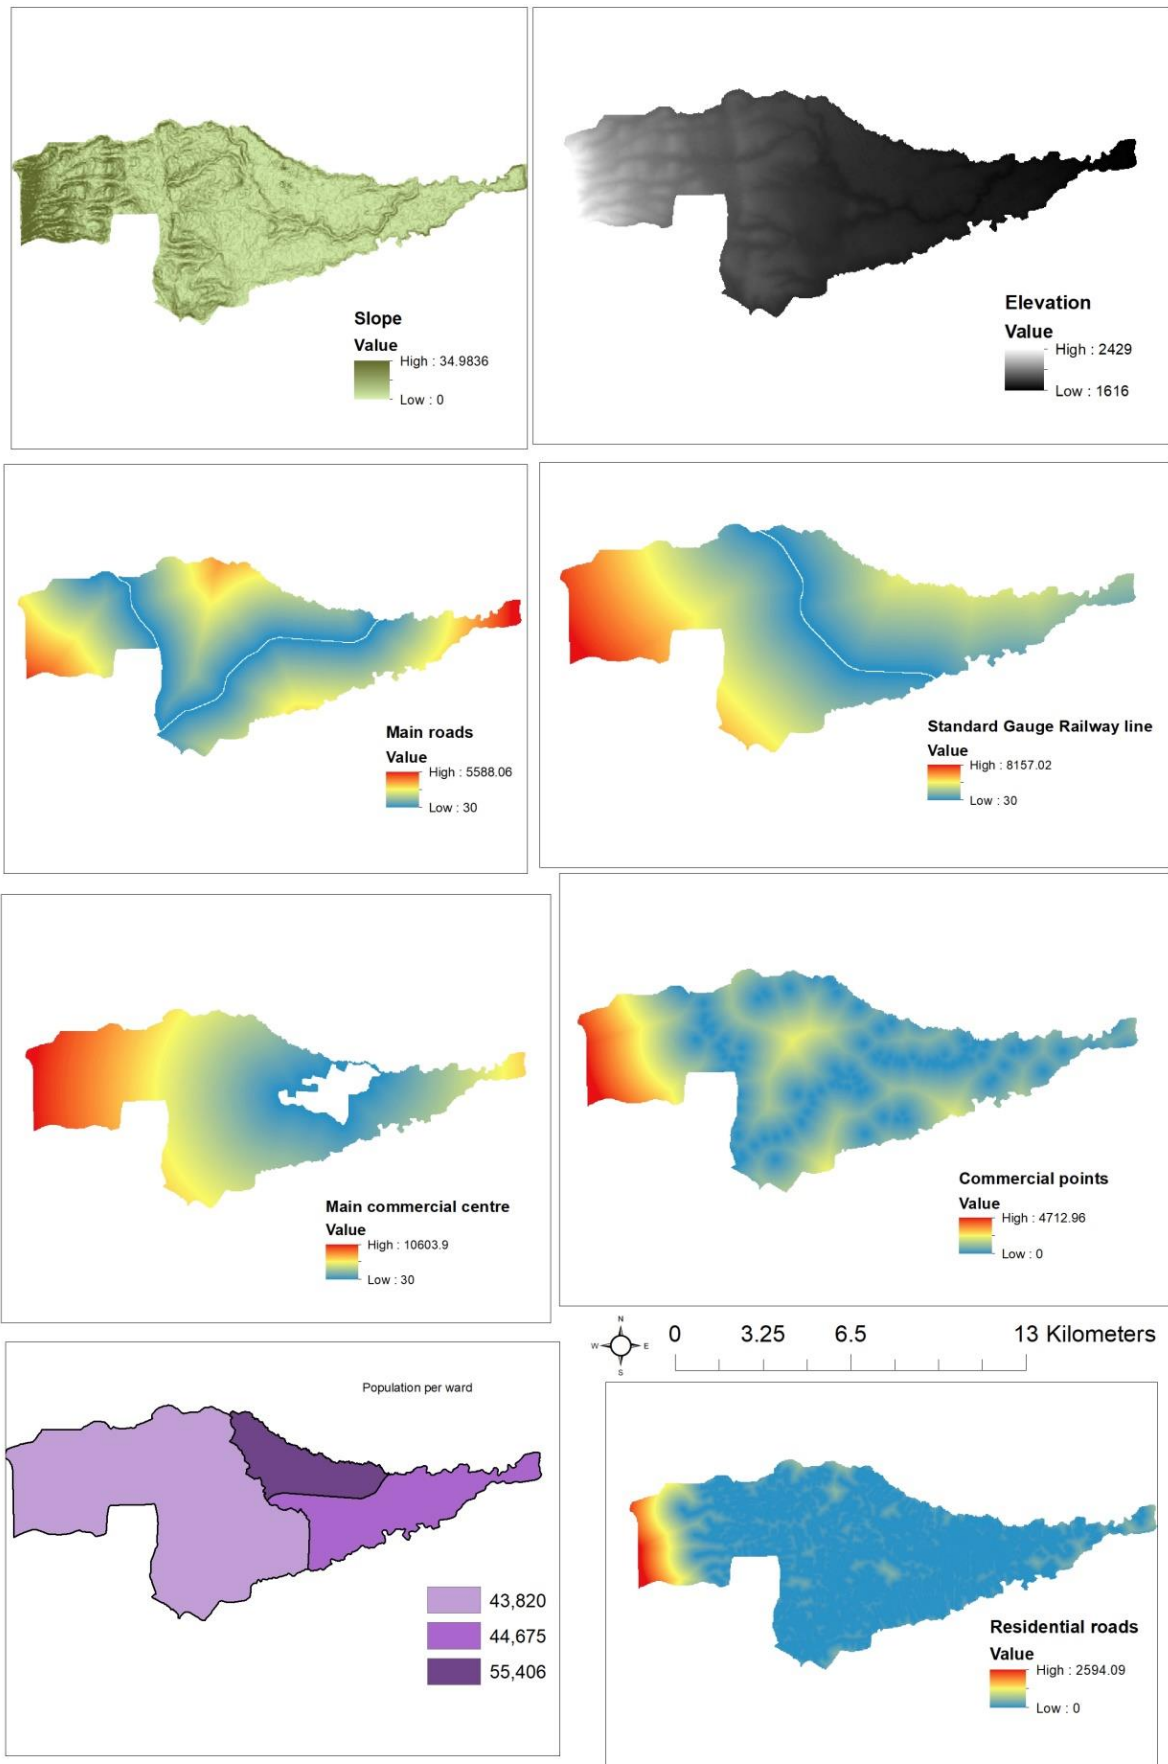 Slope
Value
High : 34.9836
Low : 0
Elevation
Value
High : 2429
Low : 1616
Main roads
Value
High : 5588.06
Low : 30
Standard Gauge Railway line
Value
High : 8157.02
Low : 30
Main commercial centre
Value
High : 10603.9
Low : 30
Commercial points
Value
High : 4712.96
Low : 0
N
W E
S
0 3.25 6.5 13 Kilometers
Population per ward
43,820
44,675
55,406
Residential roads
Value
High : 2594.09
Low : 0